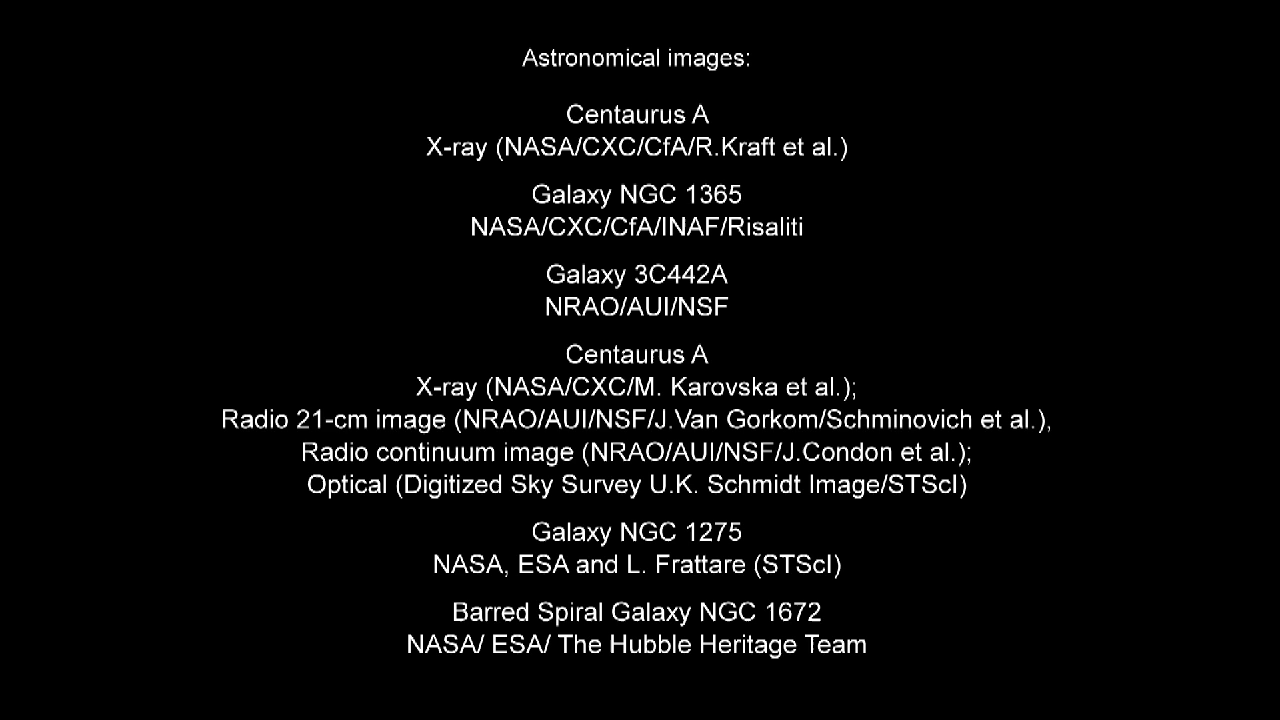 Astronomical images:
Centaurus A
X-ray (NASA/CXC/CfA/R.Kraft et al.)
Galaxy NGC 1365
NASA/CXC/CfA/INAF/Risaliti
Galaxy 3C442A
NRAO/AUI/NSF
Centaurus A
X-ray (NASA/CXC/M. Karovska et al.);
Radio 21-cm image (NRAO/AUI/NSF/J.Van Gorkom/Schminovich et al.),
Radio continuum image (NRAO/AUI/NSF/J.Condon et al.);
Optical (Digitized Sky Survey U.K. Schmidt Image/STScI)
Galaxy NGC 1275
NASA, ESA and L. Frattare (STScI)
Barred Spiral Galaxy NGC 1672
NASA/ ESA/ The Hubble Heritage Team